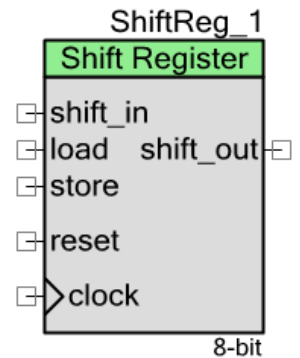 ShiftReg_1
Shift Register
shift_in
load shift_out
store
reset
clock
8-bit